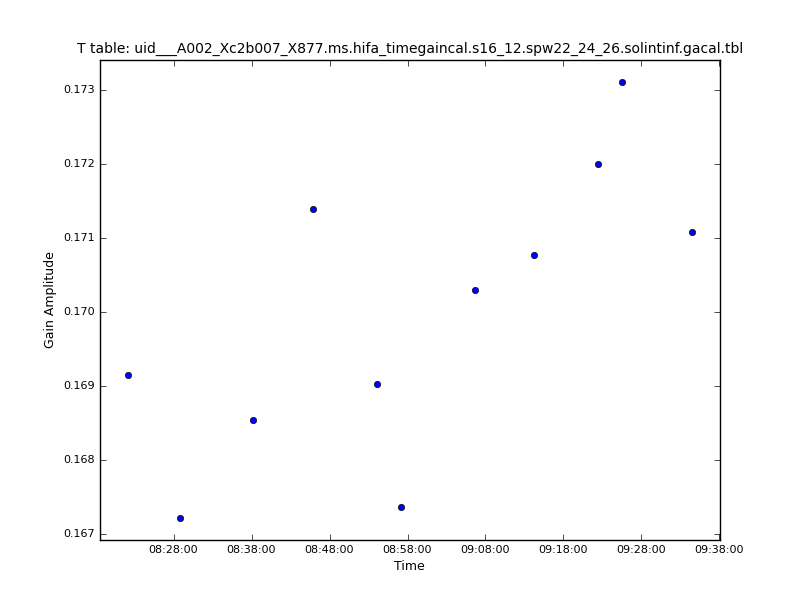 T table: uid___A002_Xc2b007_X877.ms.hifa_timegaincal.s16_12.spw22_24_26.solintinf.gacal.tbl
0.173
0.172
0.171
0.170
0.169
0.168
0.167
Gain Amplitude
08:28:00 08:38:00 08:48:00 08:58:00 09:08:00 09:18:00 09:28:00 09:38:00
Time